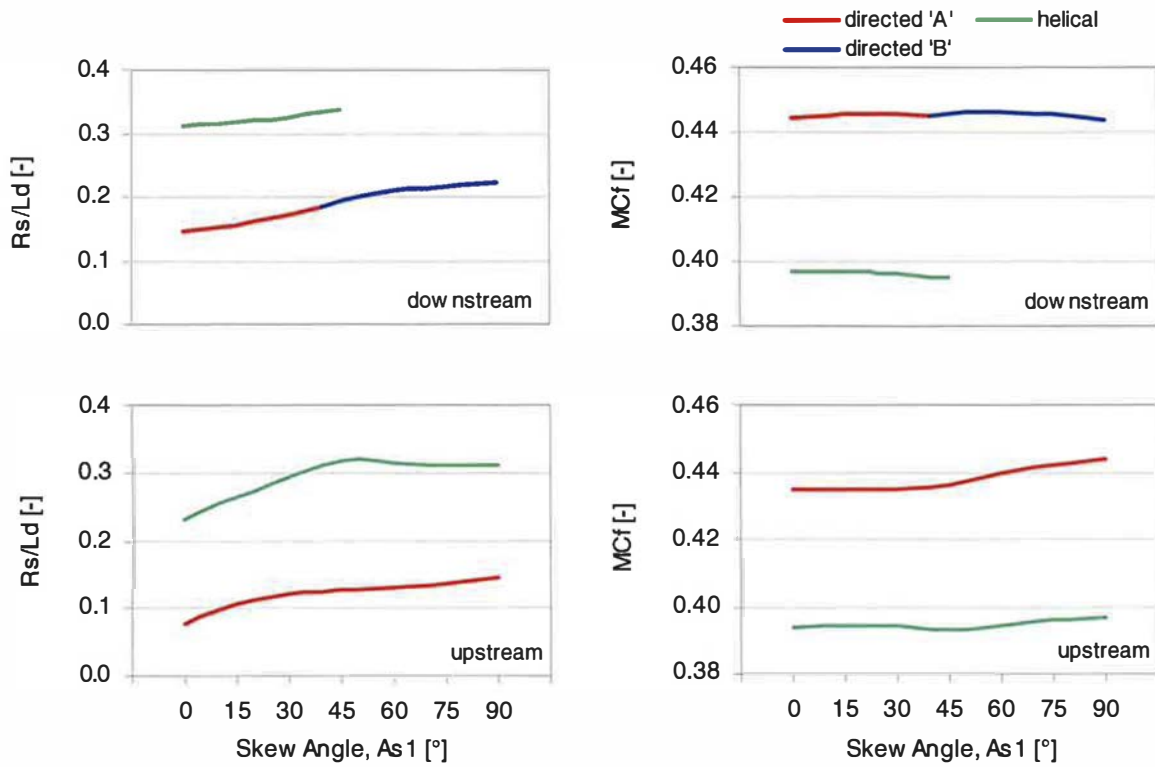 directed 'A'
helical
directed 'B'
0.4
0.3
0.2
0.1
0.0
Rs/Ld [-]
dow nstream
0.46
0.44
0.42
0.40
0.38
MCf [-]
dow nstream
0.4
0.3
0.2
0.1
0.0
Rs/Ld [-]
upstream
0 15 30 45 60 75 90
Skew Angle, As1 [°]
0.46
0.44
0.42
0.40
0.38
MCf [-]
upstream
0 15 30 45 60 75 90
Skew Angle, As1 [°]